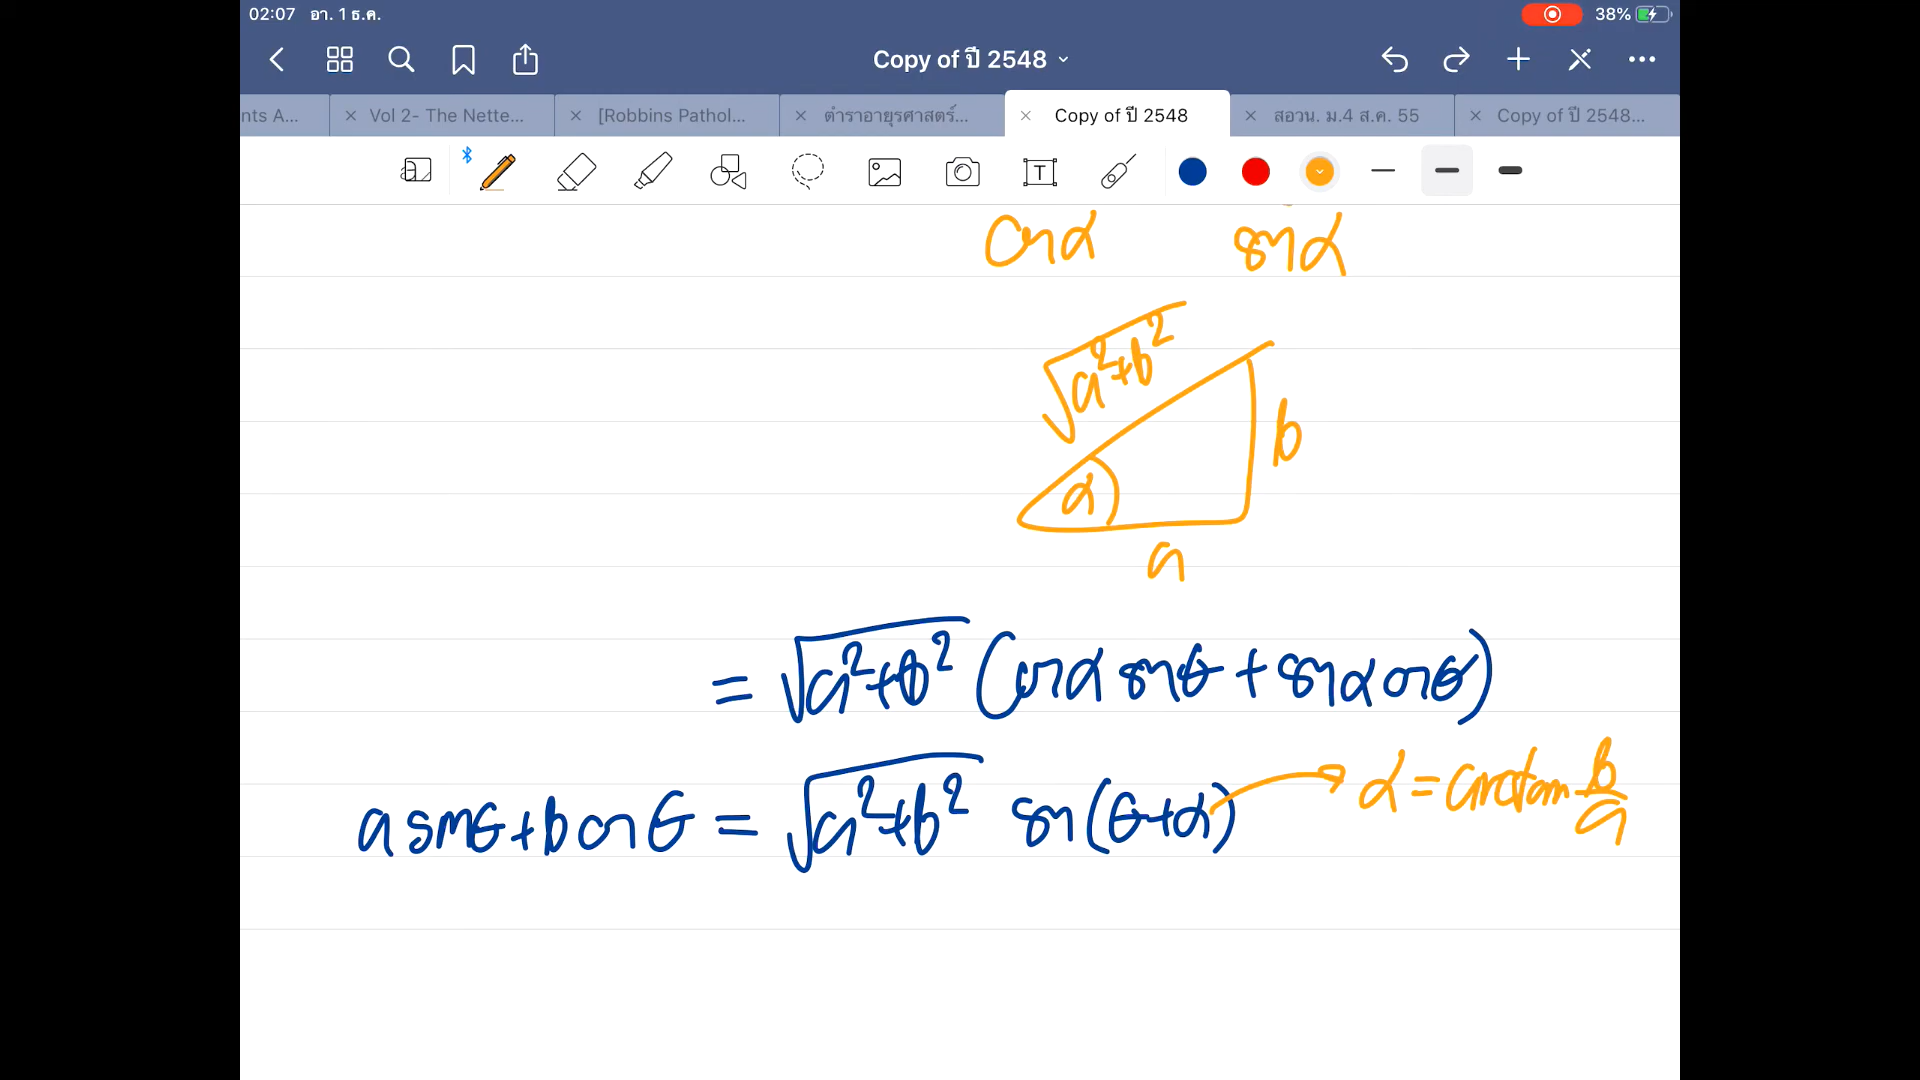 02:07 อา. 1 ธ.ค. 38%
Copy of ปี 2548
nts A... Vol 2- The Nette... [Robbins Pathol... ตำราอายุรศาสตร์... Copy of ปี 2548 สอวน. ม.4 ส.ค. 55 Copy of ปี 2548...
cos α sin α
√a²+b²
b
α
a
= √a²+b² (cos α sin θ + sin α cos θ)
a sin θ + b cos θ = √a²+b² sin(θ+α) → α = arctan b/a